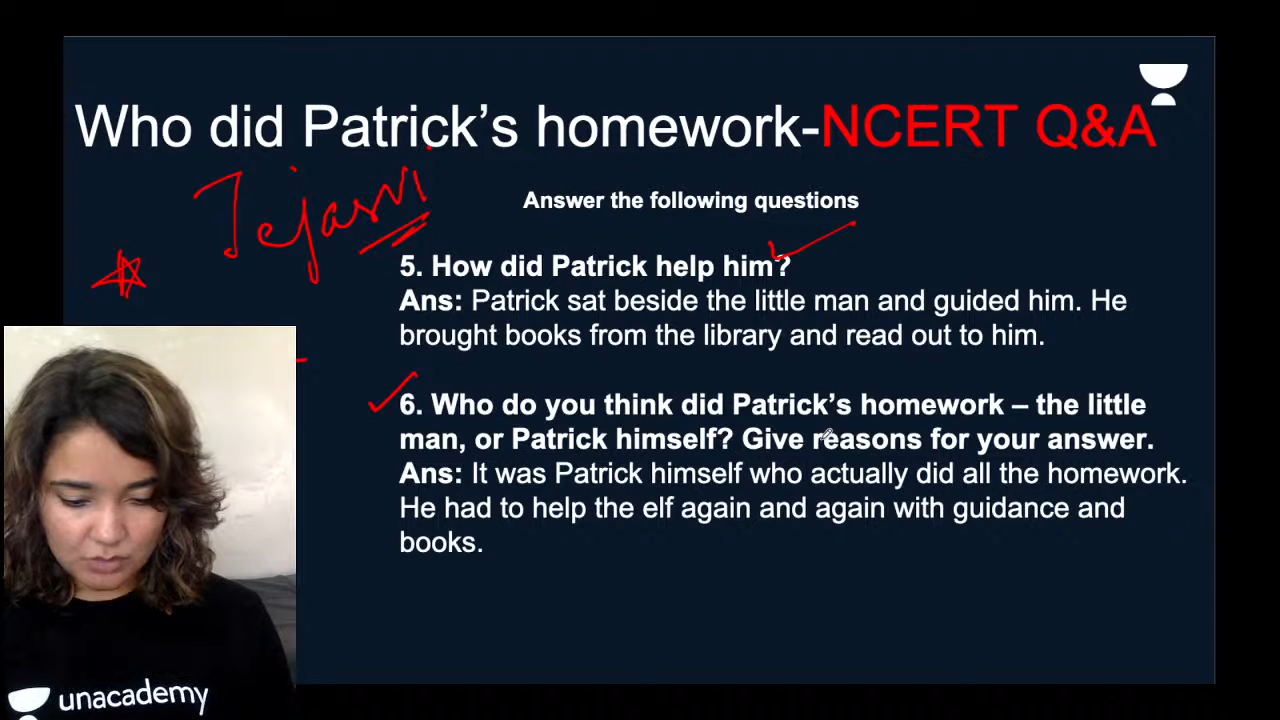 Who did Patrick's homework-NCERT Q&A
Tejasvi
Answer the following questions
5. How did Patrick help him?
Ans: Patrick sat beside the little man and guided him. He
brought books from the library and read out to him.
6. Who do you think did Patrick's homework – the little
man, or Patrick himself? Give reasons for your answer.
Ans: It was Patrick himself who actually did all the homework.
He had to help the elf again and again with guidance and
books.
unacademy